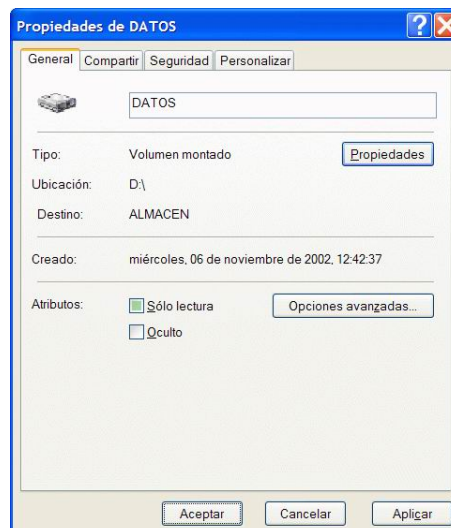 Propiedades de DATOS
General Compartir Seguridad Personalizar
DATOS
Tipo: Volumen montado Propiedades
Ubicación: D:\
Destino: ALMACEN
Creado: miércoles, 06 de noviembre de 2002, 12:42:37
Atributos: Sólo lectura Opciones avanzadas...
Oculto
Aceptar Cancelar Aplicar